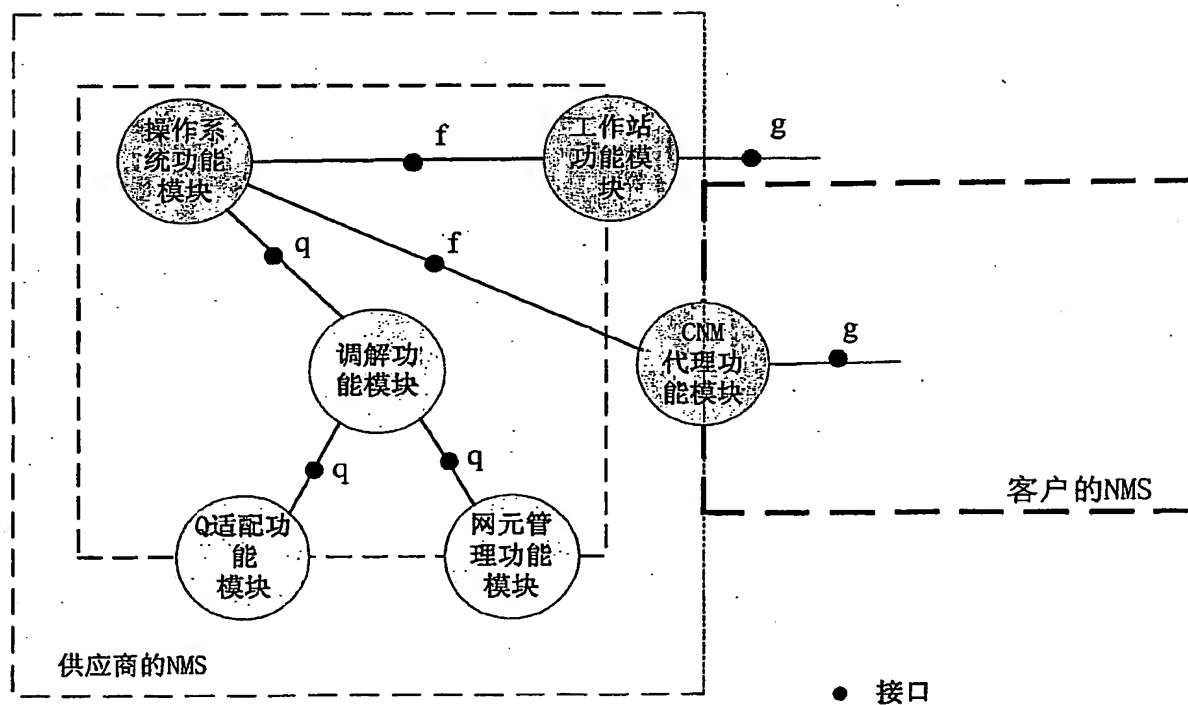 操作系
统功能
模块
f
工作站
功能模
块
g
q
f
调解功
能模块
CNM
代理功
能模块
g
q
q
Q适配功
能
模块
网元管
理功能
模块
客户的NMS
供应商的NMS
接口